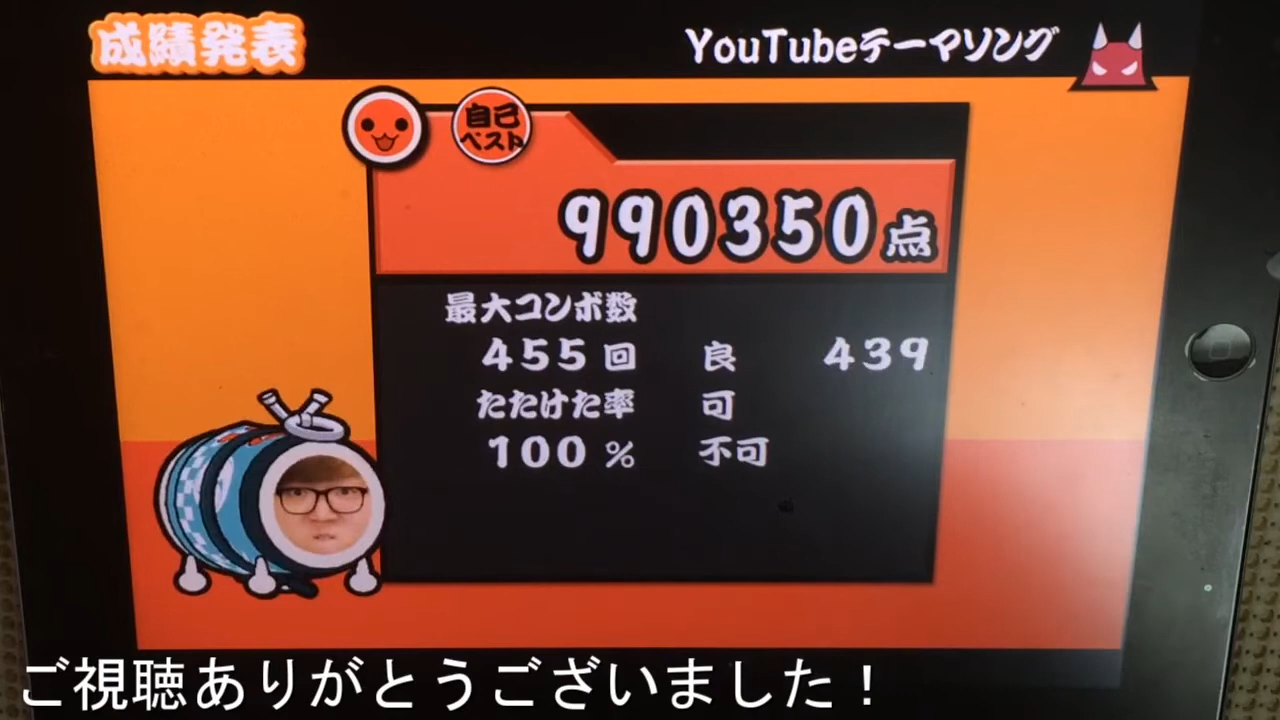 成績発表
YouTubeテーマソング
自己
ベスト
990350点
最大コンボ数
455回 良 439
たたけた率 可
100% 不可
ご視聴ありがとうございました！